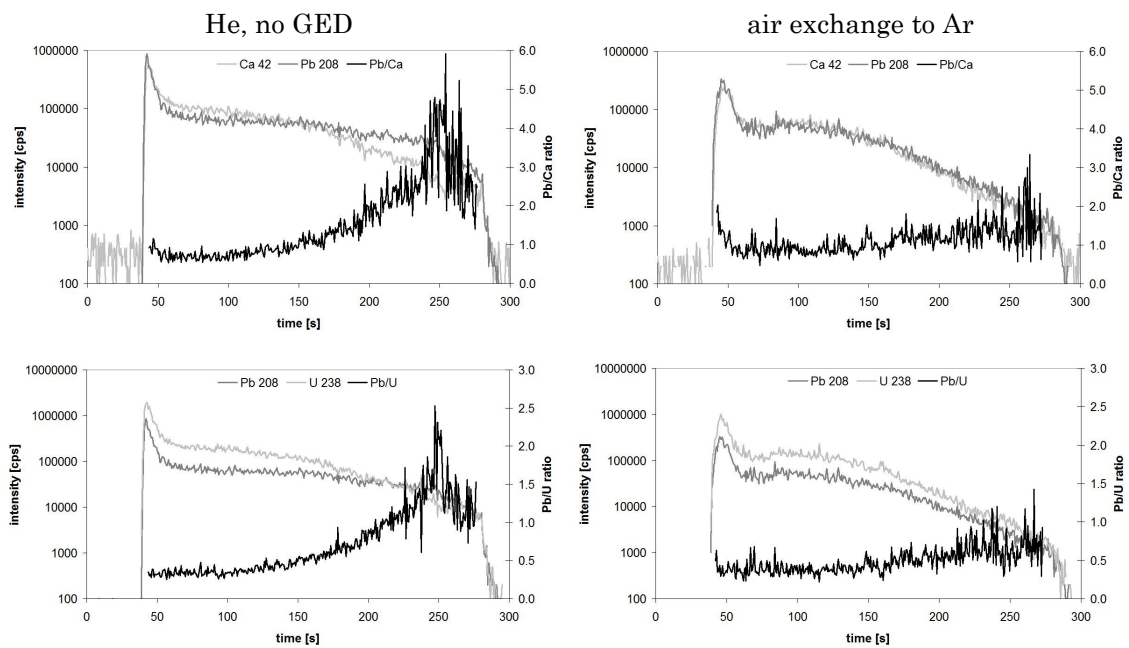 He, no GED
air exchange to Ar
Ca 42 Pb 208 Pb/Ca
intensity [cps]
1000000
100000
10000
1000
100
6.0
5.0
4.0
3.0
2.0
1.0
0.0
Pb/Ca ratio
0 50 100 150 200 250 300
time [s]
Ca 42 Pb 208 Pb/Ca
intensity [cps]
1000000
100000
10000
1000
100
6.0
5.0
4.0
3.0
2.0
1.0
0.0
Pb/Ca ratio
0 50 100 150 200 250 300
time [s]
Pb 208 U 238 Pb/U
intensity [cps]
10000000
1000000
100000
10000
1000
100
3.0
2.5
2.0
1.5
1.0
0.5
0.0
Pb/U ratio
0 50 100 150 200 250 300
time [s]
Pb 208 U 238 Pb/U
intensity [cps]
10000000
1000000
100000
10000
1000
100
3.0
2.5
2.0
1.5
1.0
0.5
0.0
Pb/U ratio
0 50 100 150 200 250 300
time [s]